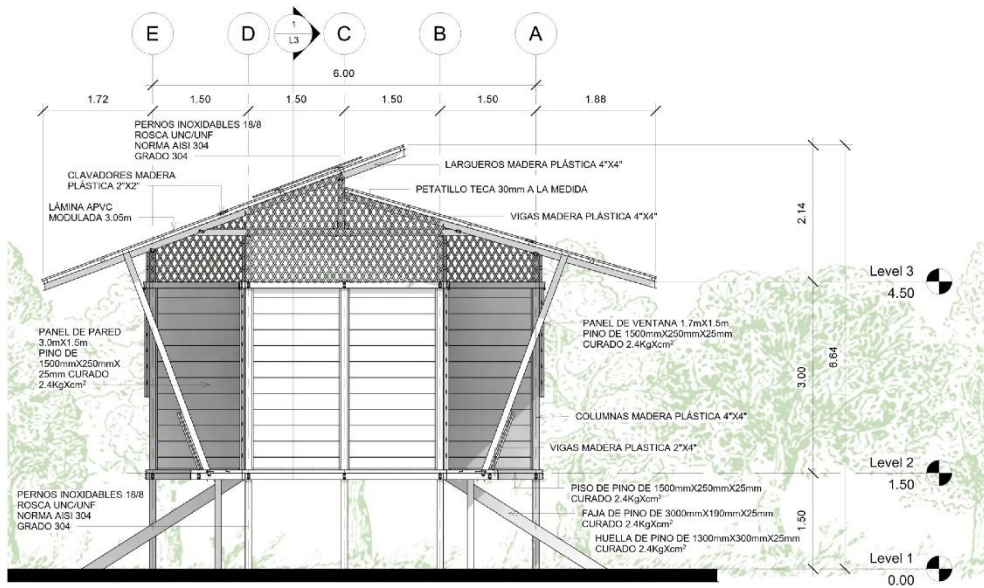 E
D
1
L3
C
B
A
6.00
1.72
1.50
1.50
1.50
1.50
1.88
PERNOS INOXIDABLES 18/8
ROSCA UNC/UNF
NORMA AISI 304
GRADO 304
LARGUEROS MADERA PLÁSTICA 4"X4"
CLAVADORES MADERA
PLÁSTICA 2"X2"
PETATILLO TECA 30mm A LA MEDIDA
LÁMINA APVC
MODULADA 3.05m
VIGAS MADERA PLÁSTICA 4"X4"
2.14
Level 3
4.50
PANEL DE PARED
3.0mX1.5m
PINO DE
1500mmX250mmX
25mm CURADO
2.4KgXcm²
PANEL DE VENTANA 1.7mX1.5m
PINO DE 1500mmX250mmX25mm
CURADO 2.4KgXcm²
3.00
6.64
COLUMNAS MADERA PLÁSTICA 4"X4"
VIGAS MADERA PLÁSTICA 2"X4"
Level 2
1.50
PERNOS INOXIDABLES 18/8
ROSCA UNC/UNF
NORMA AISI 304
GRADO 304
PISO DE PINO DE 1500mmX250mmX25mm
CURADO 2.4KgXcm²
FAJA DE PINO DE 3000mmX190mmX25mm
CURADO 2.4KgXcm²
HUELLA DE PINO DE 1300mmX300mmX25mm
CURADO 2.4KgXcm²
1.50
Level 1
0.00